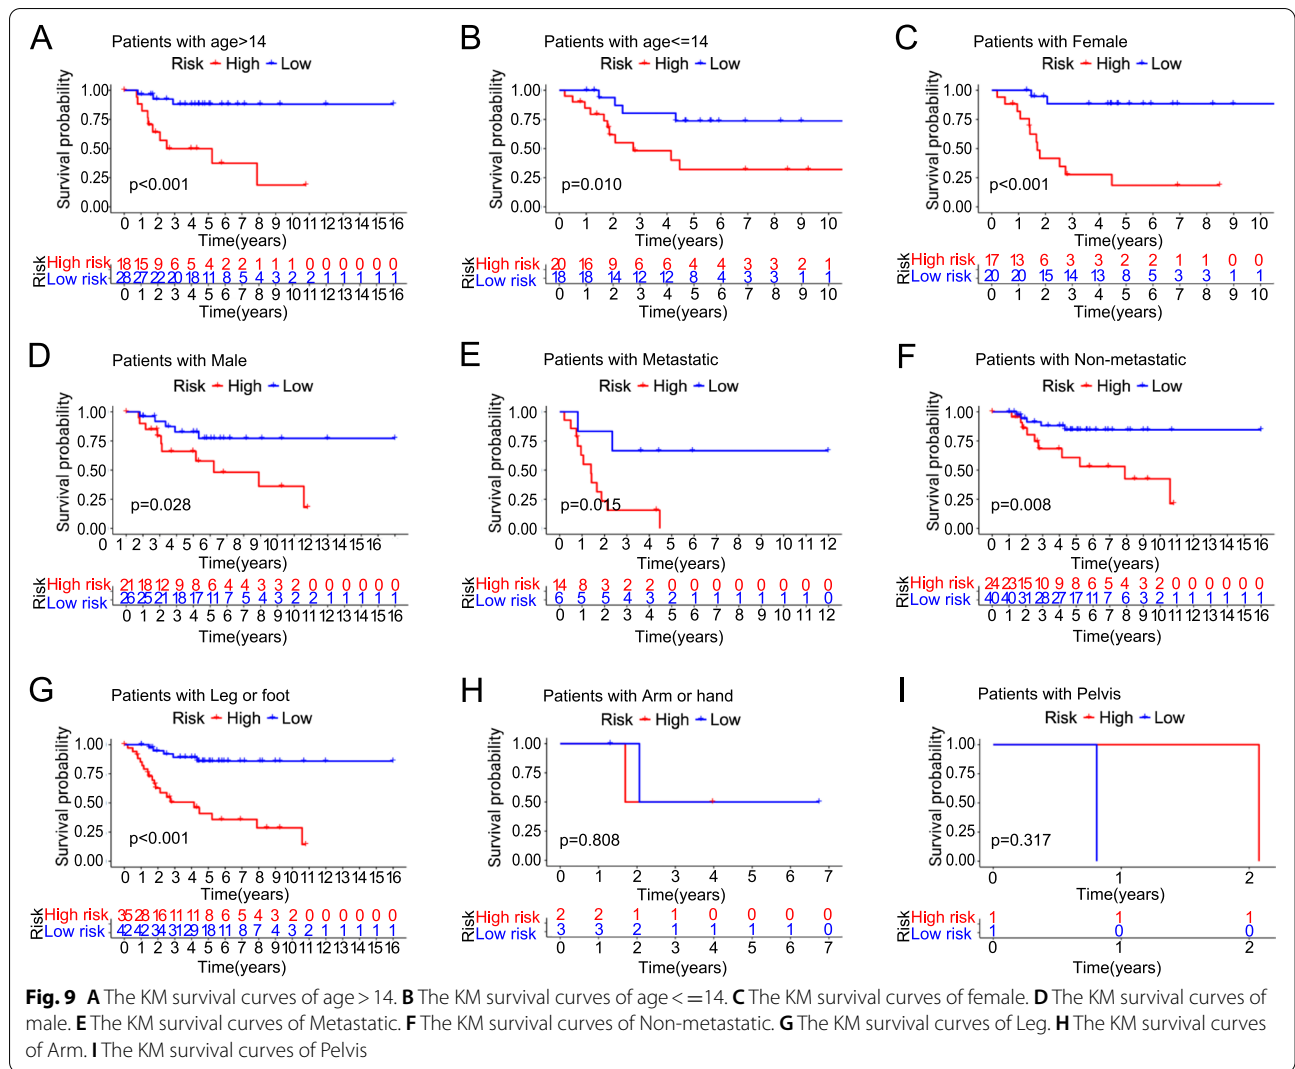 A
Patients with age>14
Risk High Low
Survival probability
1.00
0.75
0.50
0.25
0.00
p<0.001
0 1 2 3 4 5 6 7 8 9 10 11 12 13 14 15 16
Time(years)
Risk
High risk 18 15 9 6 5 4 2 2 1 1 1 0 0 0 0 0 0
Low risk 28 27 22 20 18 11 8 5 4 3 2 2 1 1 1 1 1
0 1 2 3 4 5 6 7 8 9 10 11 12 13 14 15 16
Time(years)
B
Patients with age<=14
Risk High Low
Survival probability
1.00
0.75
0.50
0.25
0.00
p=0.010
0 1 2 3 4 5 6 7 8 9 10
Time(years)
Risk
High risk 20 16 9 6 6 4 4 3 3 2 1
Low risk 18 18 14 12 12 8 4 3 3 1 1
0 1 2 3 4 5 6 7 8 9 10
Time(years)
C
Patients with Female
Risk High Low
Survival probability
1.00
0.75
0.50
0.25
0.00
p<0.001
0 1 2 3 4 5 6 7 8 9 10
Time(years)
Risk
High risk 17 13 6 3 3 2 2 1 1 0 0
Low risk 20 20 15 14 13 8 5 3 3 1 1
0 1 2 3 4 5 6 7 8 9 10
Time(years)
D
Patients with Male
Risk High Low
Survival probability
1.00
0.75
0.50
0.25
0.00
p=0.028
0 1 2 3 4 5 6 7 8 9 10 11 12 13 14 15 16
Time(years)
Risk
High risk 21 18 12 9 8 6 4 4 3 3 2 0 0 0 0 0 0
Low risk 26 25 21 18 17 11 7 5 4 3 2 2 1 1 1 1 1
0 1 2 3 4 5 6 7 8 9 10 11 12 13 14 15 16
Time(years)
E
Patients with Metastatic
Risk High Low
Survival probability
1.00
0.75
0.50
0.25
0.00
p=0.015
0 1 2 3 4 5 6 7 8 9 10 11 12
Time(years)
Risk
High risk 14 8 3 2 2 0 0 0 0 0 0 0 0
Low risk 6 5 5 4 3 2 1 1 1 1 1 1 0
0 1 2 3 4 5 6 7 8 9 10 11 12
Time(years)
F
Patients with Non-metastatic
Risk High Low
Survival probability
1.00
0.75
0.50
0.25
0.00
p=0.008
0 1 2 3 4 5 6 7 8 9 10 11 12 13 14 15 16
Time(years)
Risk
High risk 24 23 15 10 9 8 6 5 4 3 2 0 0 0 0 0 0
Low risk 40 40 31 28 27 17 11 7 6 3 2 1 1 1 1 1 1
0 1 2 3 4 5 6 7 8 9 10 11 12 13 14 15 16
Time(years)
G
Patients with Leg or foot
Risk High Low
Survival probability
1.00
0.75
0.50
0.25
0.00
p<0.001
0 1 2 3 4 5 6 7 8 9 10 11 12 13 14 15 16
Time(years)
Risk
High risk 35 28 16 11 11 8 6 5 4 3 2 0 0 0 0 0 0
Low risk 42 42 34 31 29 18 11 8 7 4 3 2 1 1 1 1 1
0 1 2 3 4 5 6 7 8 9 10 11 12 13 14 15 16
Time(years)
H
Patients with Arm or hand
Risk High Low
Survival probability
1.00
0.75
0.50
0.25
0.00
p=0.808
0 1 2 3 4 5 6 7
Time(years)
Risk
High risk 2 2 1 1 0 0 0 0
Low risk 3 3 2 1 1 1 1 0
0 1 2 3 4 5 6 7
Time(years)
I
Patients with Pelvis
Risk High Low
Survival probability
1.00
0.75
0.50
0.25
0.00
p=0.317
0 1 2
Time(years)
Risk
High risk 1 1 1
Low risk 1 0 0
0 1 2
Time(years)
Fig. 9 A The KM survival curves of age > 14. B The KM survival curves of age < =14. C The KM survival curves of female. D The KM survival curves of
male. E The KM survival curves of Metastatic. F The KM survival curves of Non-metastatic. G The KM survival curves of Leg. H The KM survival curves
of Arm. I The KM survival curves of Pelvis